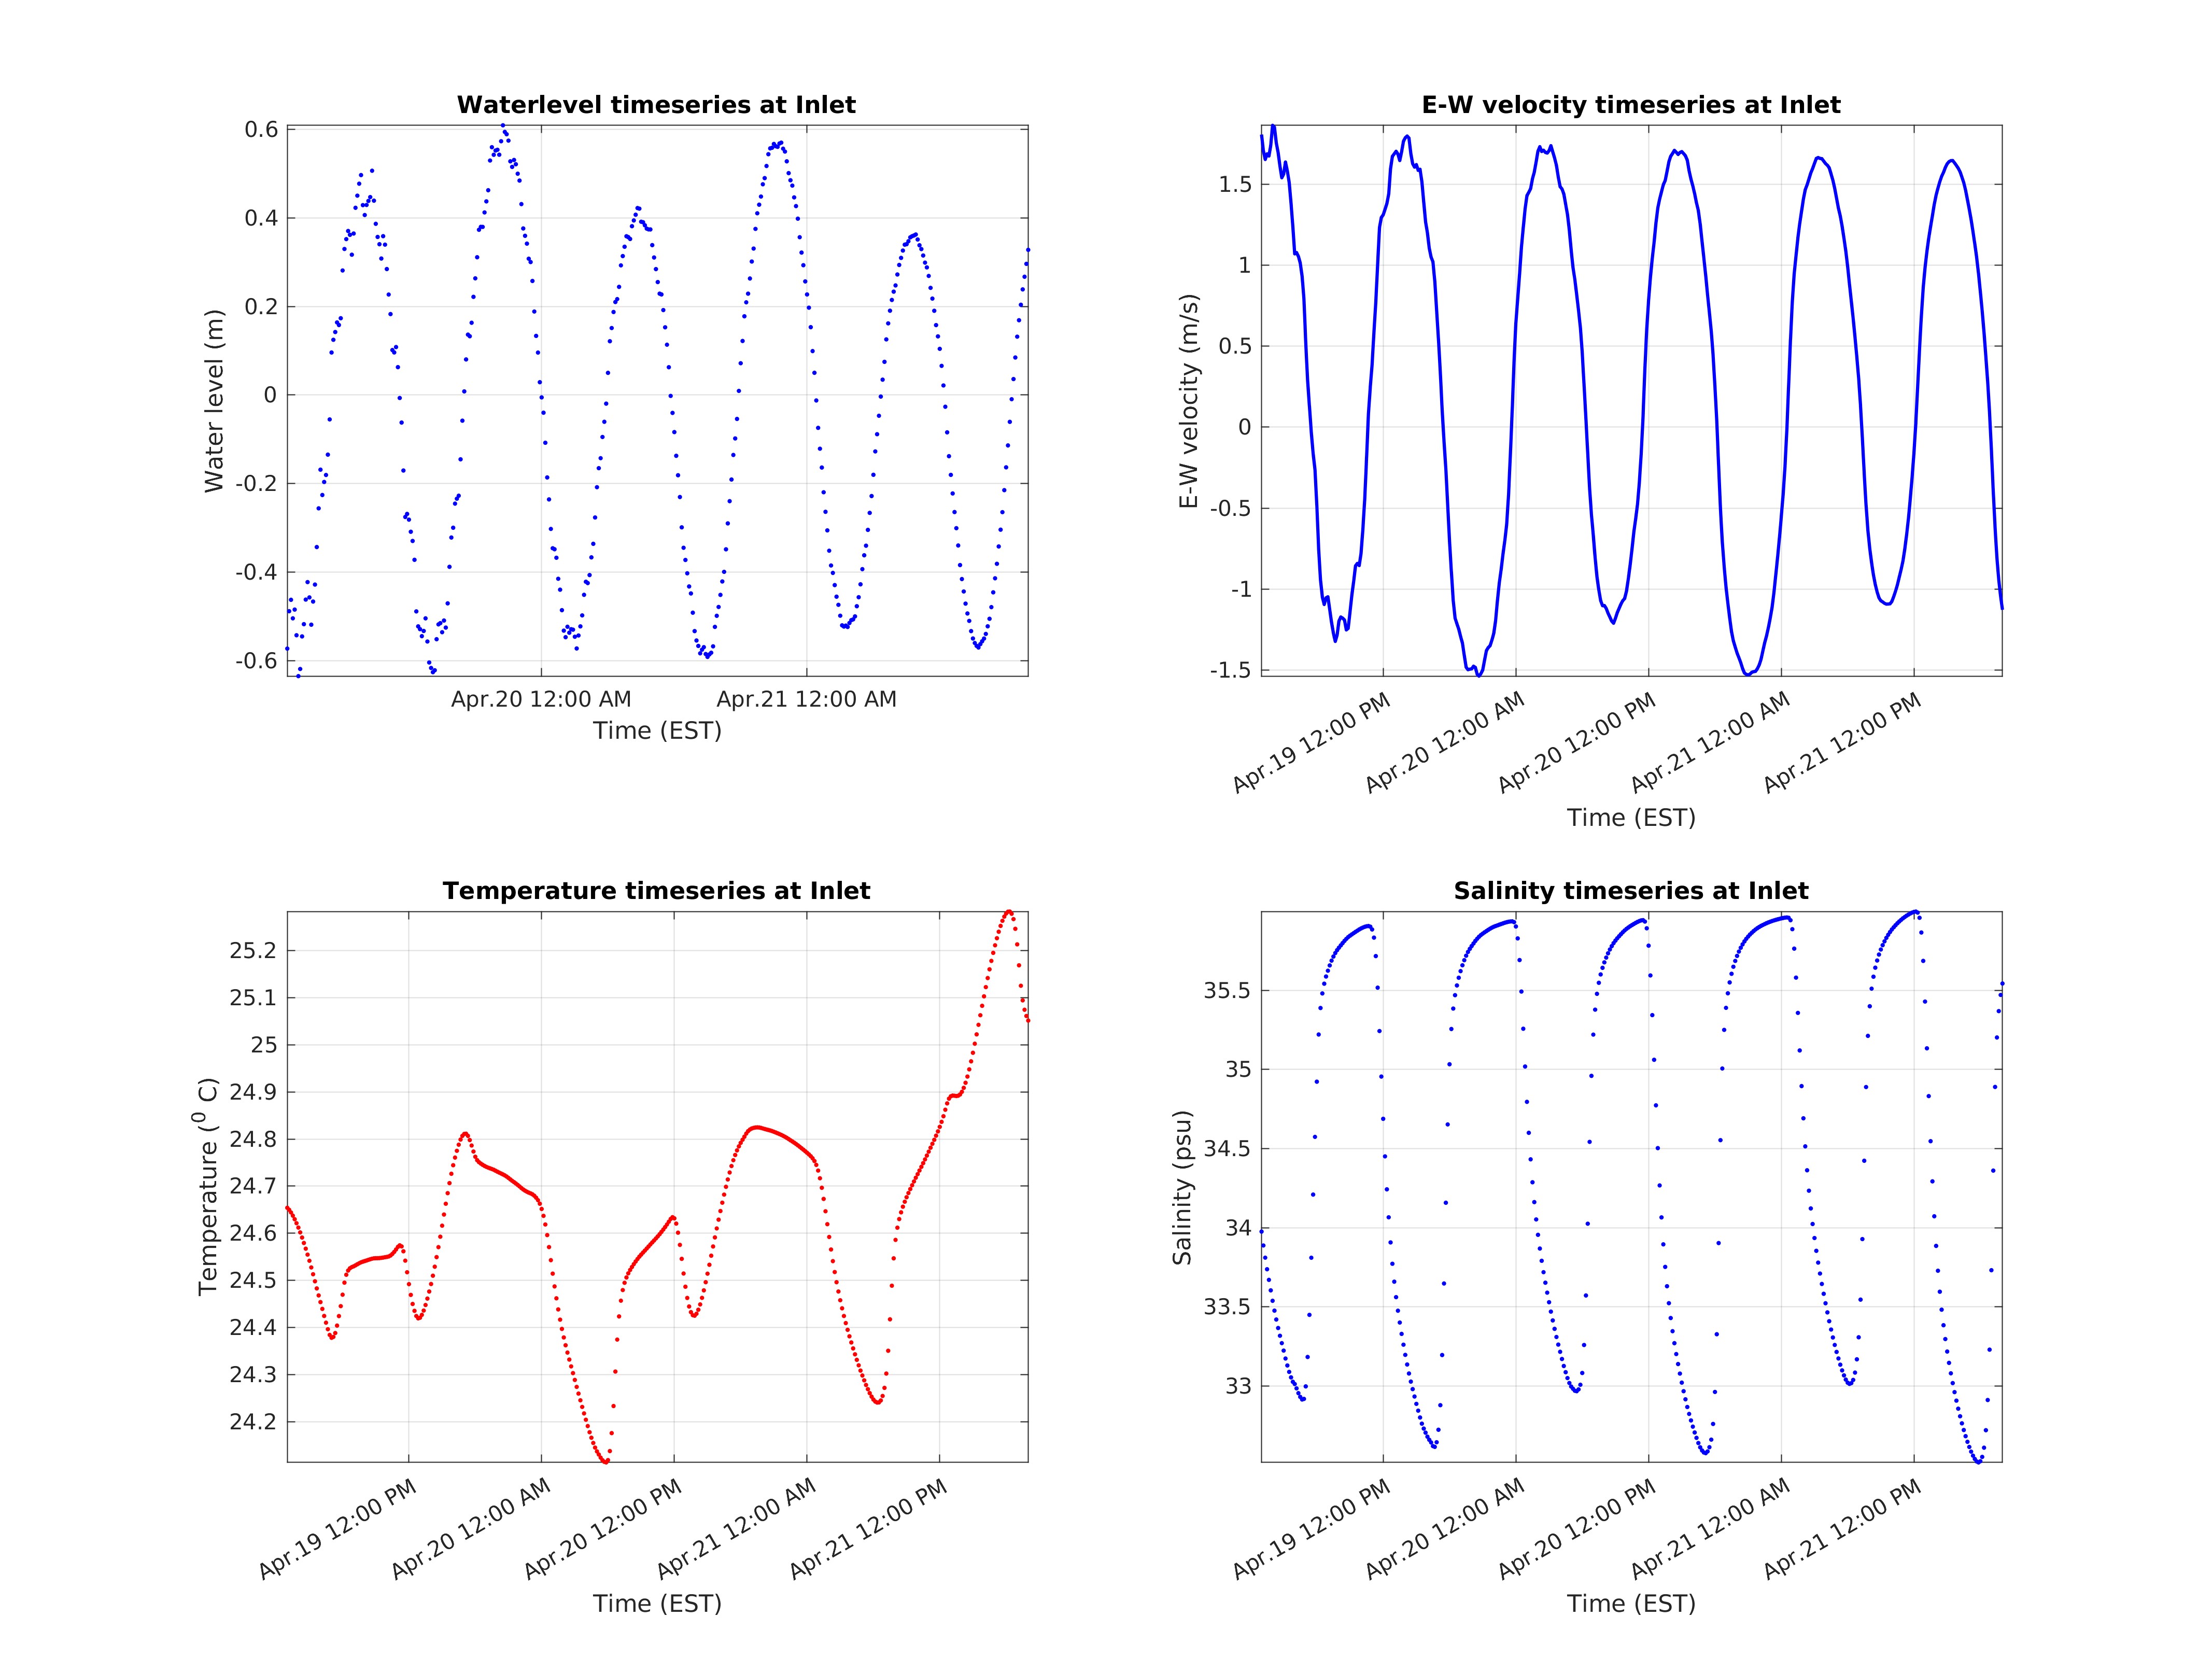 Waterlevel timeseries at Inlet
0.6
0.4
0.2
0
-0.2
-0.4
-0.6
Water level (m)
Apr.20 12:00 AM
Apr.21 12:00 AM
Time (EST)
E-W velocity timeseries at Inlet
1.5
1
0.5
0
-0.5
-1
-1.5
E-W velocity (m/s)
Apr.19 12:00 PM
Apr.20 12:00 AM
Apr.20 12:00 PM
Apr.21 12:00 AM
Apr.21 12:00 PM
Time (EST)
Temperature timeseries at Inlet
25.2
25.1
25
24.9
24.8
24.7
24.6
24.5
24.4
24.3
24.2
Temperature (⁰ C)
Apr.19 12:00 PM
Apr.20 12:00 AM
Apr.20 12:00 PM
Apr.21 12:00 AM
Apr.21 12:00 PM
Time (EST)
Salinity timeseries at Inlet
35.5
35
34.5
34
33.5
33
Salinity (psu)
Apr.19 12:00 PM
Apr.20 12:00 AM
Apr.20 12:00 PM
Apr.21 12:00 AM
Apr.21 12:00 PM
Time (EST)